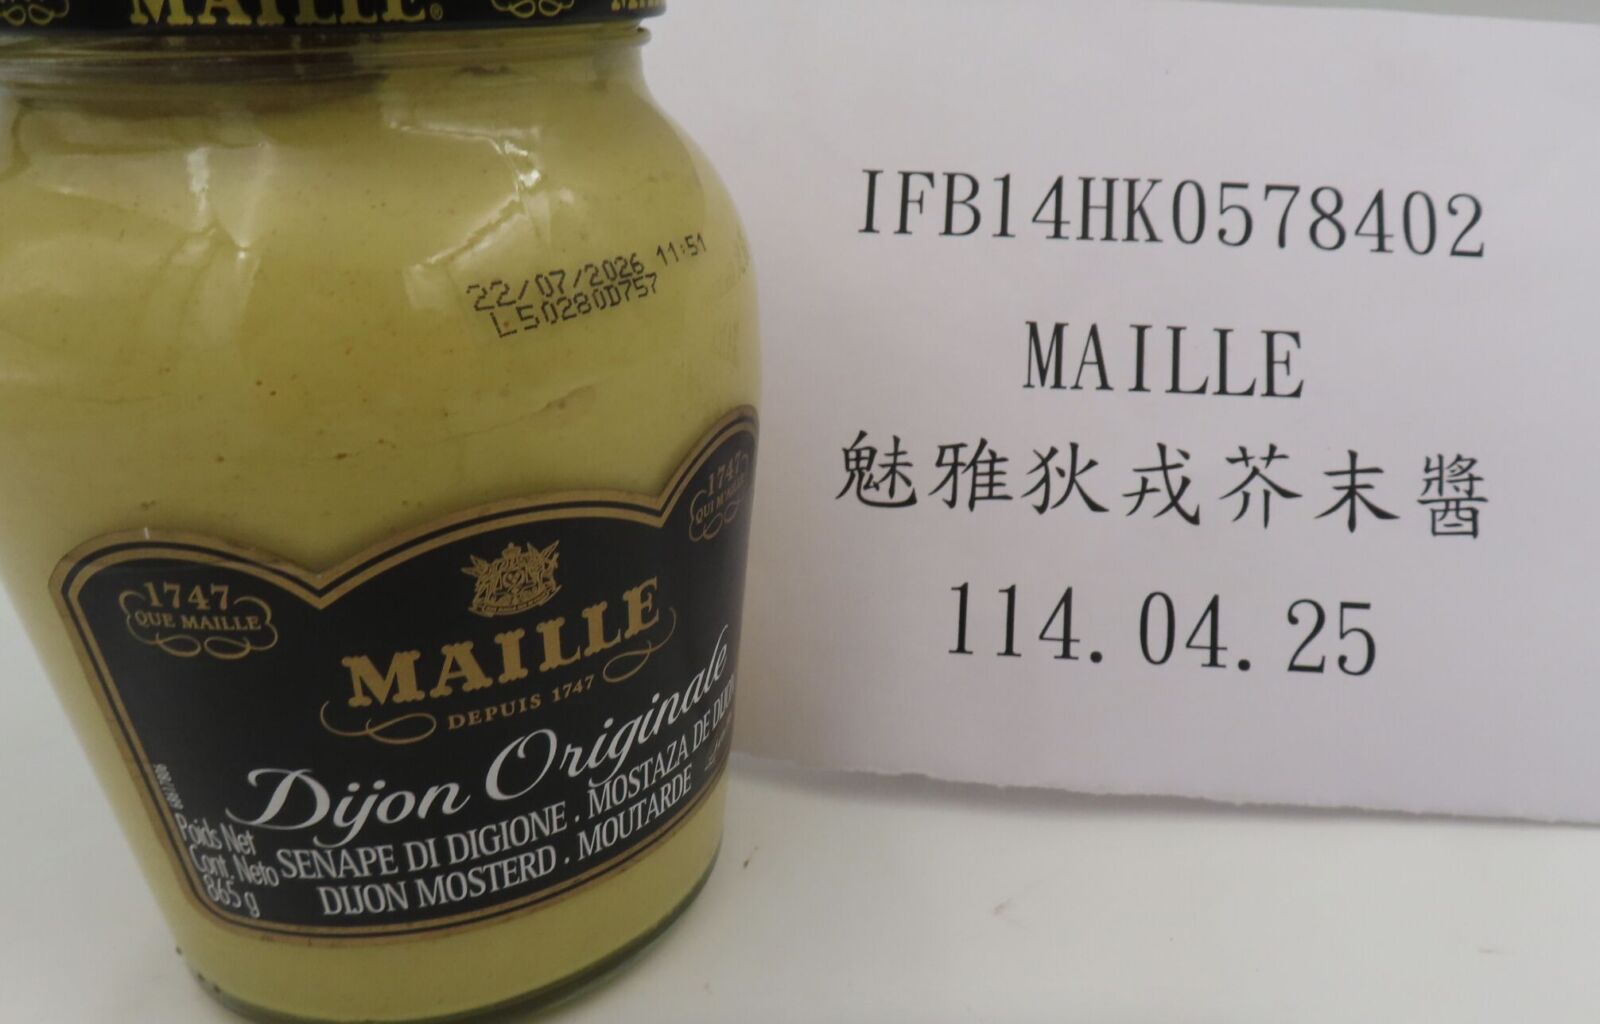 MAILLE®
22/07/2026 11:51
L50280D757
1747
QUE MAILLE
1747
QUI M'AILLE
MAILLE
DEPUIS 1747
Dijon Originale
SENAPE DI DIGIONE . MOSTAZA DE DIJON
DIJON MOSTERD . MOUTARDE
Poids Net
Cont. Neto
865 g
IFB14HK0578402
MAILLE
魅雅狄戎芥末醬
114.04.25